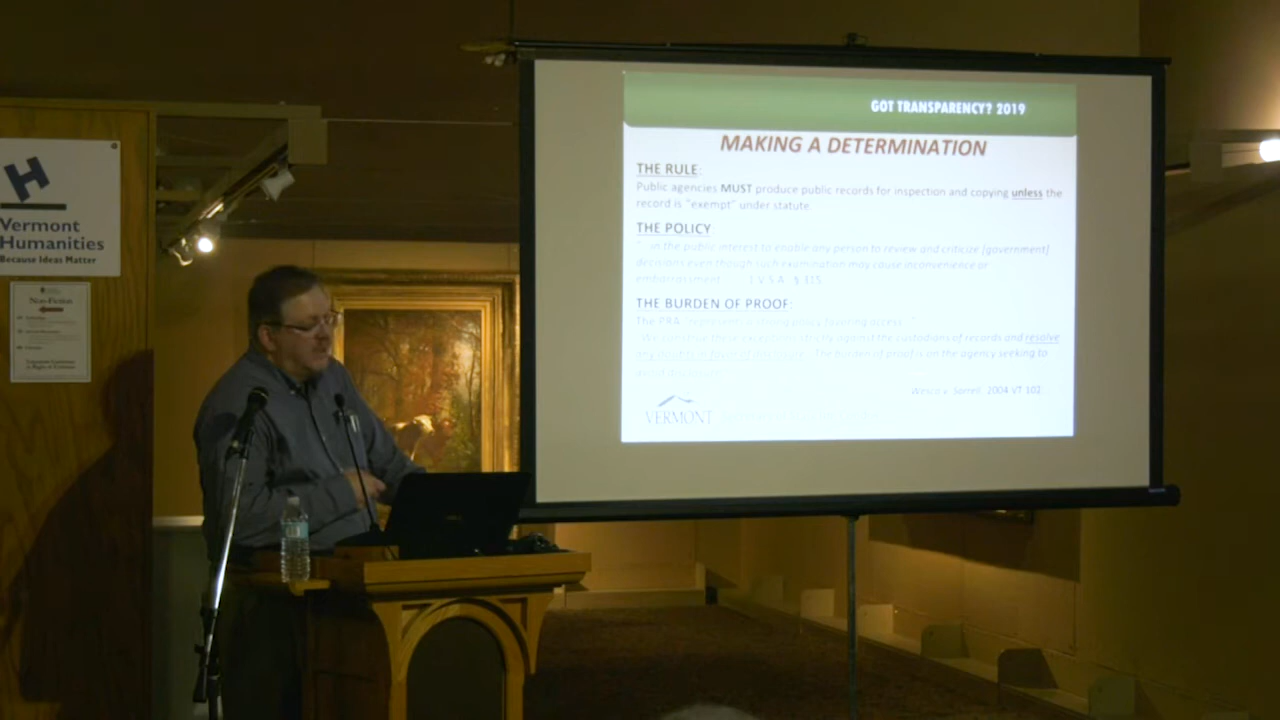 Vermont
Humanities
Because Ideas Matter
Non-Fiction
GOT TRANSPARENCY? 2019
MAKING A DETERMINATION
THE RULE:
Public agencies MUST produce public records for inspection and copying unless the
record is "exempt" under statute.
THE POLICY
in the public interest to enable any person to review and criticize [government]
decisions even though such examination may cause inconvenience or
embarrassment 1 V.S.A. § 315
THE BURDEN OF PROOF:
The PRA "represents a strong policy favoring access
"We construe these exceptions strictly against the custodians of records and resolve
any doubts in favor of disclosure. The burden of proof is on the agency seeking to
avoid
v. Sorrell, 2004 VT 102
VERMONT